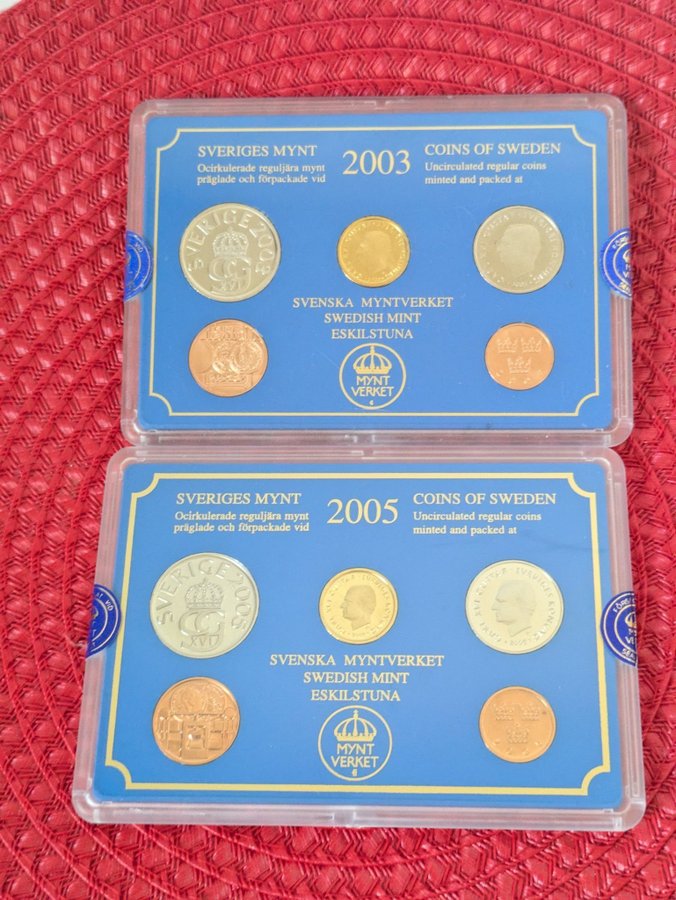 SVERIGES MYNT
Ocirkulerade reguljära mynt
präglade och förpackade vid
2003
COINS OF SWEDEN
Uncirculated regular coins
minted and packed at
SVERIGE 2003
XVI
SVENSKA MYNTVERKET
SWEDISH MINT
ESKILSTUNA
MYNT
VERKET
SVERIGES MYNT
Ocirkulerade reguljära mynt
präglade och förpackade vid
2005
COINS OF SWEDEN
Uncirculated regular coins
minted and packed at
SVERIGE 2005
XVI
SVENSKA MYNTVERKET
SWEDISH MINT
ESKILSTUNA
MYNT
VERKET